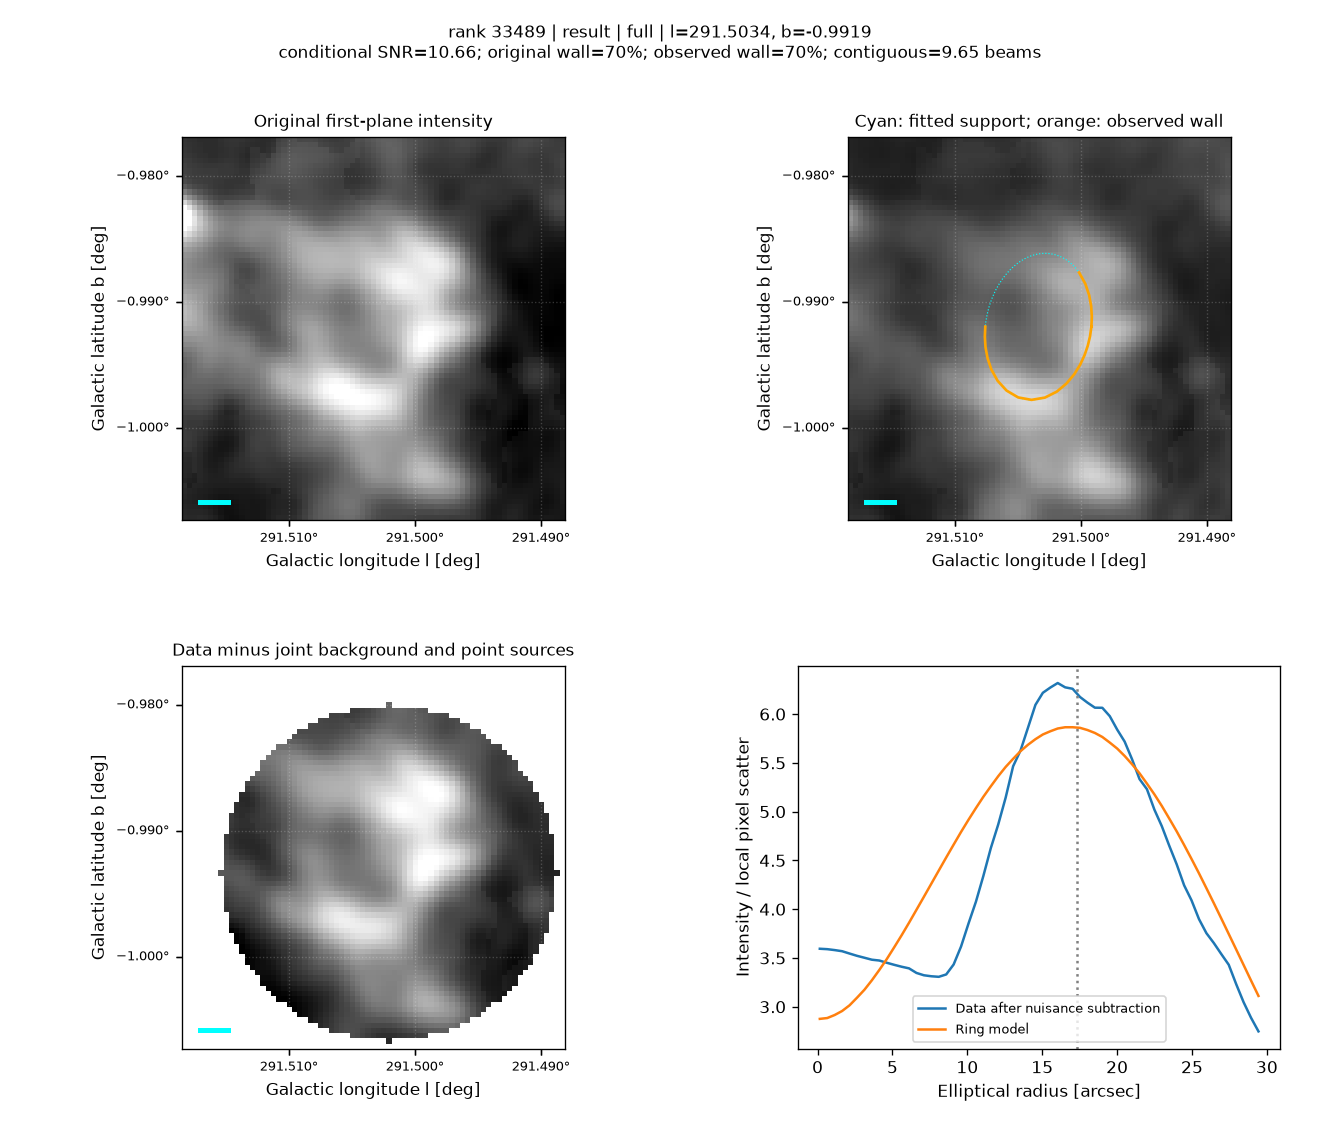 rank 33489 | result | full | l=291.5034, b=-0.9919
conditional SNR=10.66; original wall=70%; observed wall=70%; contiguous=9.65 beams
Original first-plane intensity
−0.980°
−0.990°
−1.000°
Galactic latitude b [deg]
291.510°
291.500°
291.490°
Galactic longitude l [deg]
Cyan: fitted support; orange: observed wall
−0.980°
−0.990°
−1.000°
Galactic latitude b [deg]
291.510°
291.500°
291.490°
Galactic longitude l [deg]
Data minus joint background and point sources
−0.980°
−0.990°
−1.000°
Galactic latitude b [deg]
291.510°
291.500°
291.490°
Galactic longitude l [deg]
6.0
5.5
5.0
4.5
4.0
3.5
3.0
Intensity / local pixel scatter
Data after nuisance subtraction
Ring model
0
5
10
15
20
25
30
Elliptical radius [arcsec]